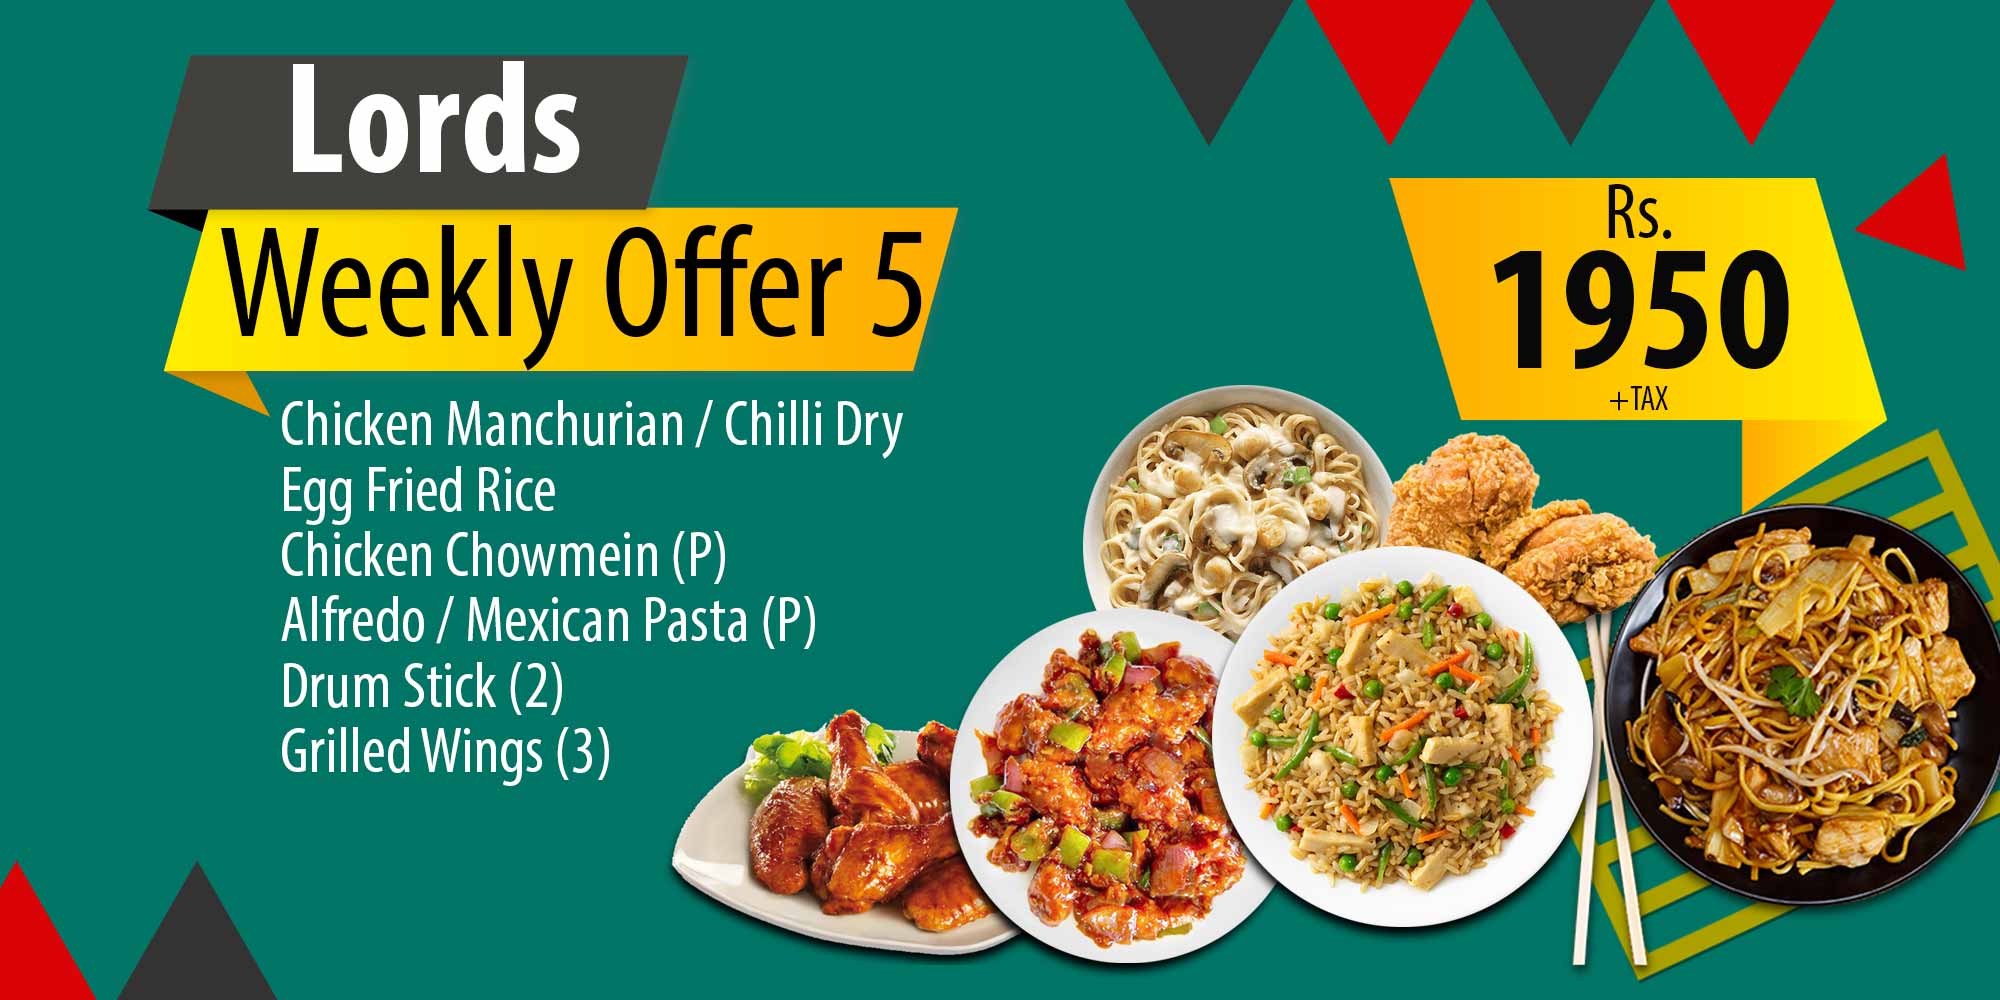 Lords
Weekly Offer 5
Chicken Manchurian / Chilli Dry
Egg Fried Rice
Chicken Chowmein (P)
Alfredo / Mexican Pasta (P)
Drum Stick (2)
Grilled Wings (3)
Rs.
1950
+TAX